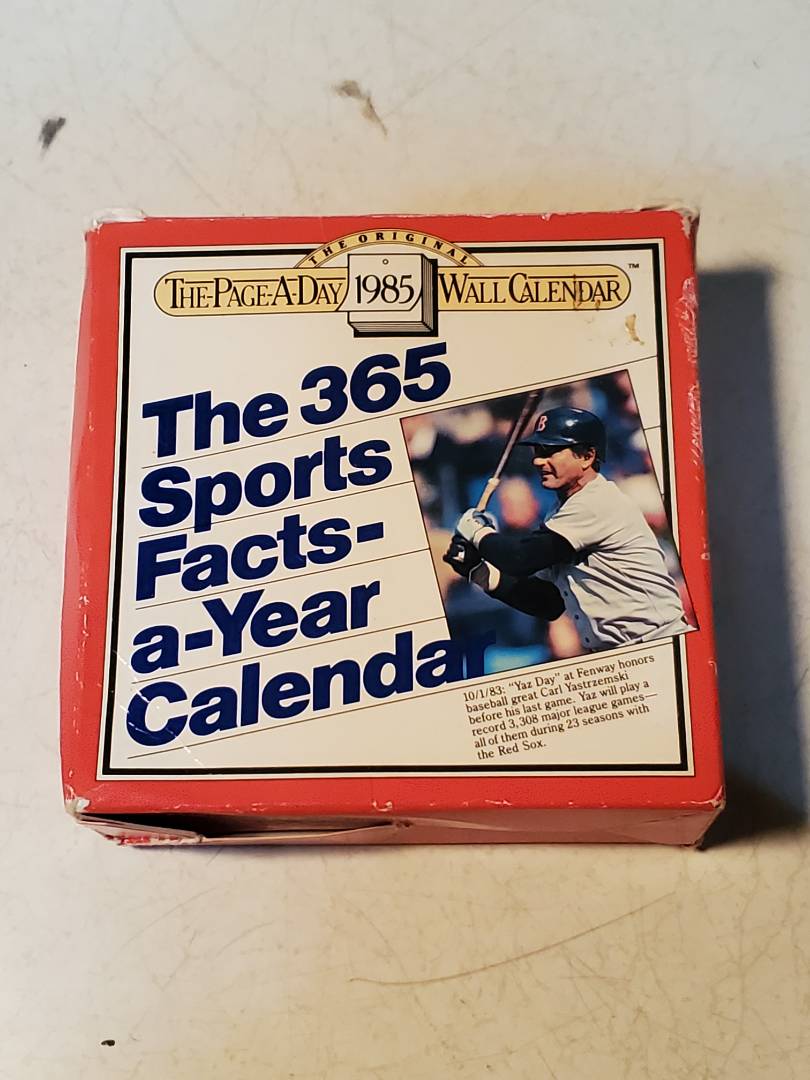 THE ORIGINAL
THE-PAGE-A-DAY 1985 WALL CALENDAR ™
The 365
Sports
Facts-
a-Year
Calendar
B
10/1/83: "Yaz Day" at Fenway honors
baseball great Carl Yastrzemski
before his last game. Yaz will play a
record 3,308 major league games—
all of them during 23 seasons with
the Red Sox.